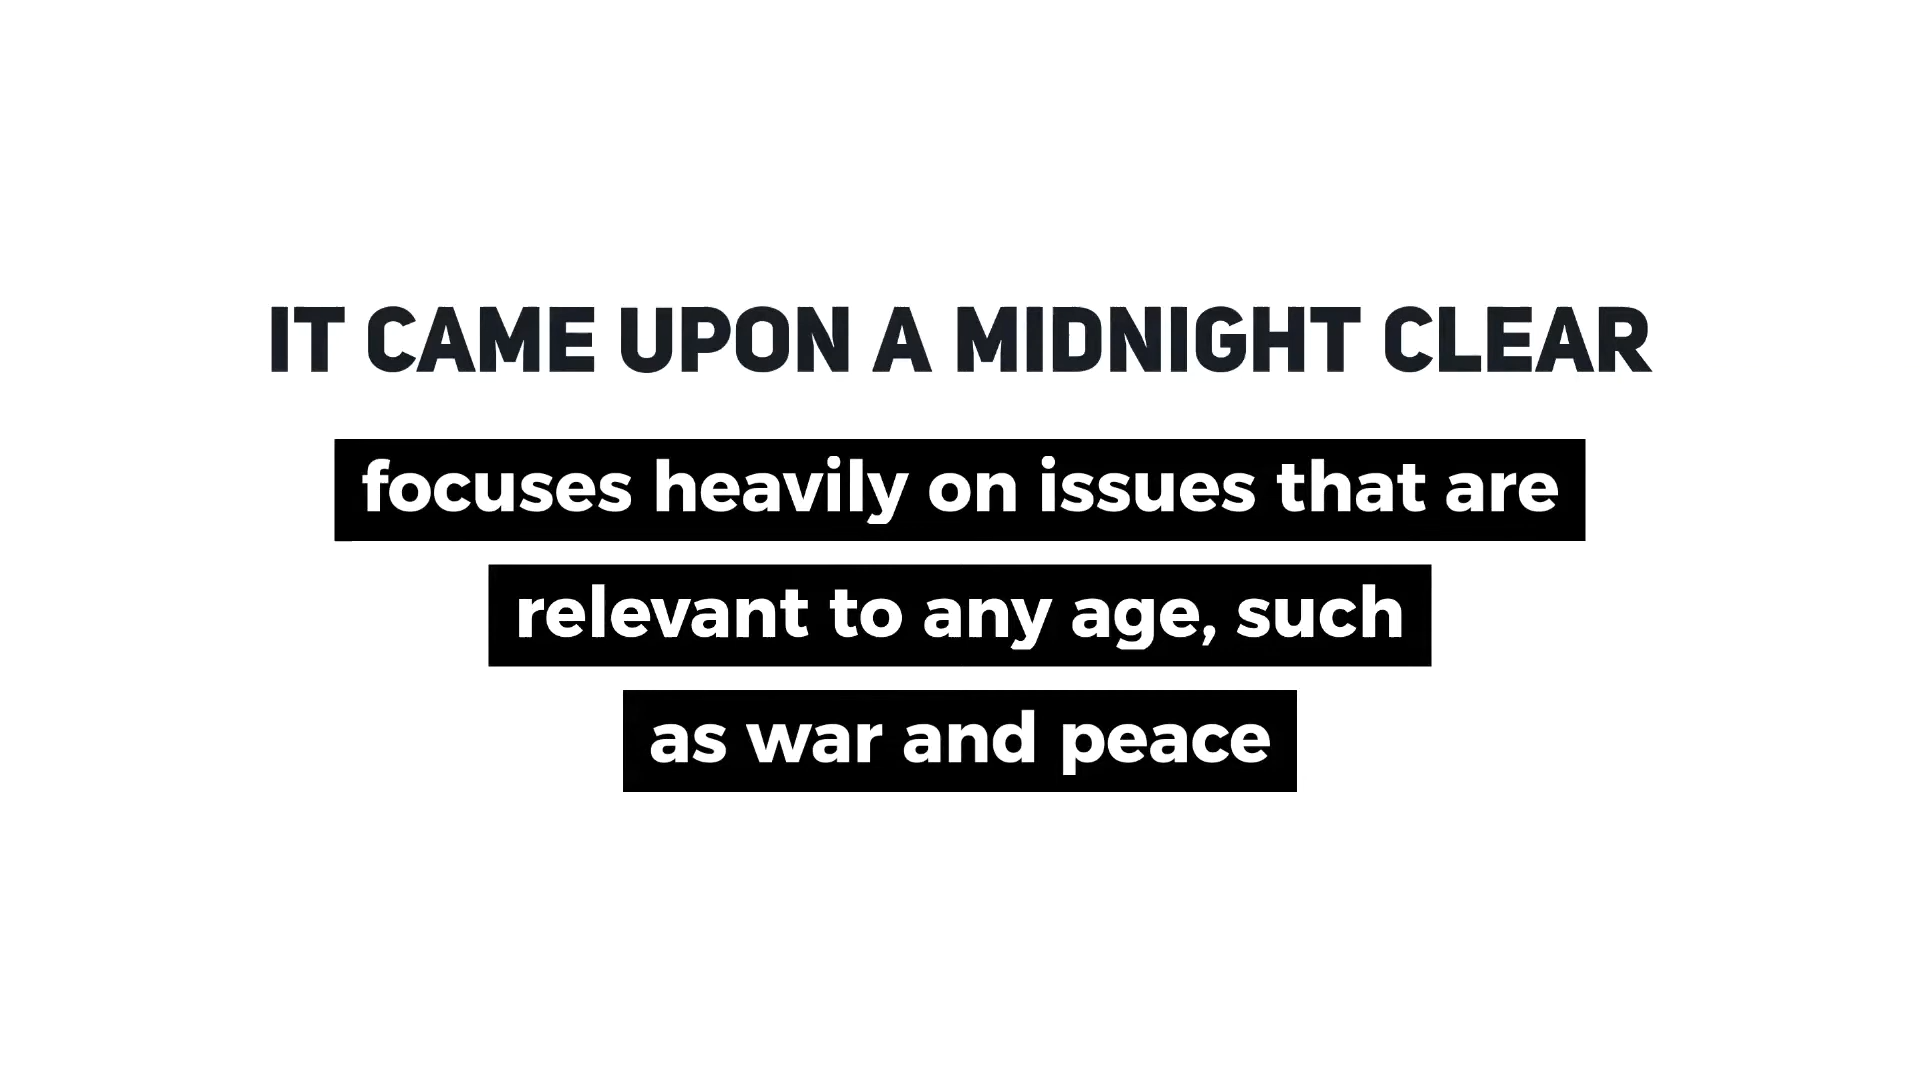 IT CAME UPON A MIDNIGHT CLEAR
focuses heavily on issues that are
relevant to any age, such
as war and peace